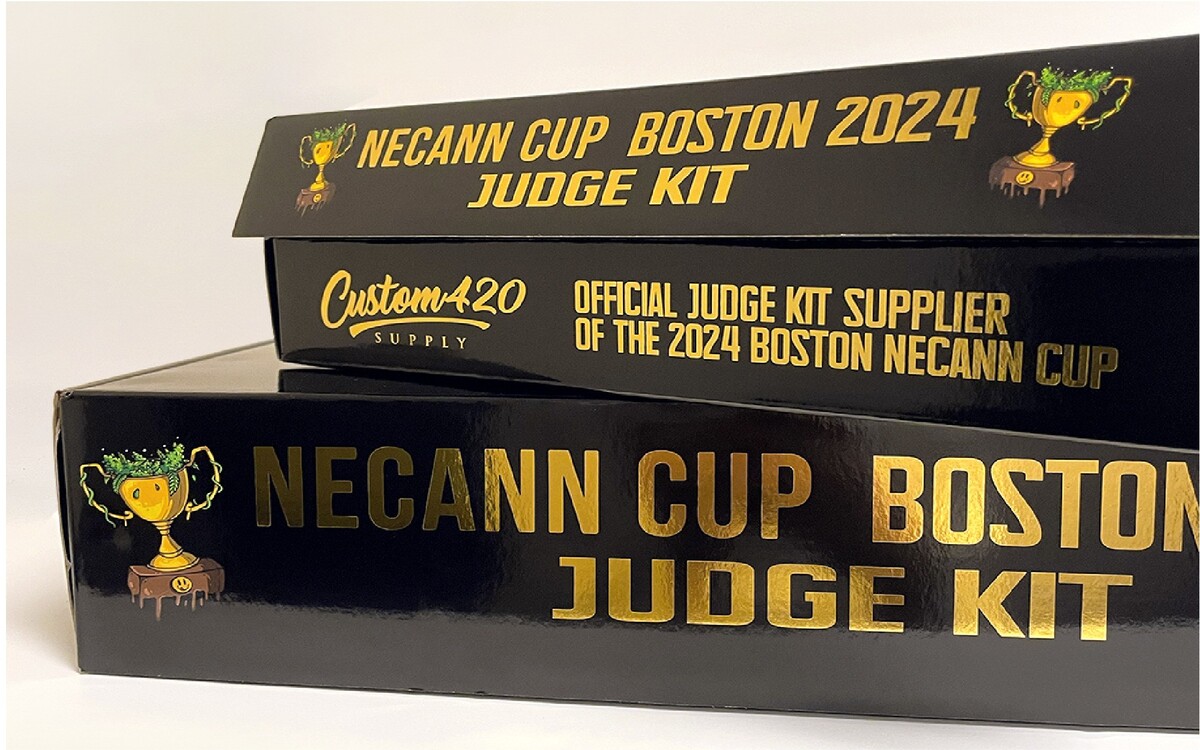 NECANN CUP BOSTON 2024
JUDGE KIT
Custom420
SUPPLY
OFFICIAL JUDGE KIT SUPPLIER
OF THE 2024 BOSTON NECANN CUP
NECANN CUP BOSTON
JUDGE KIT